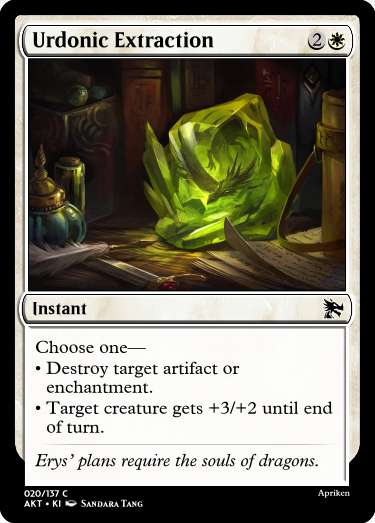 Urdonic Extraction 2
Instant
Choose one—
• Destroy target artifact or
enchantment.
• Target creature gets +3/+2 until end
of turn.
Erys' plans require the souls of dragons.
020/137 C
Apriken
AKT • KI Sandara Tang